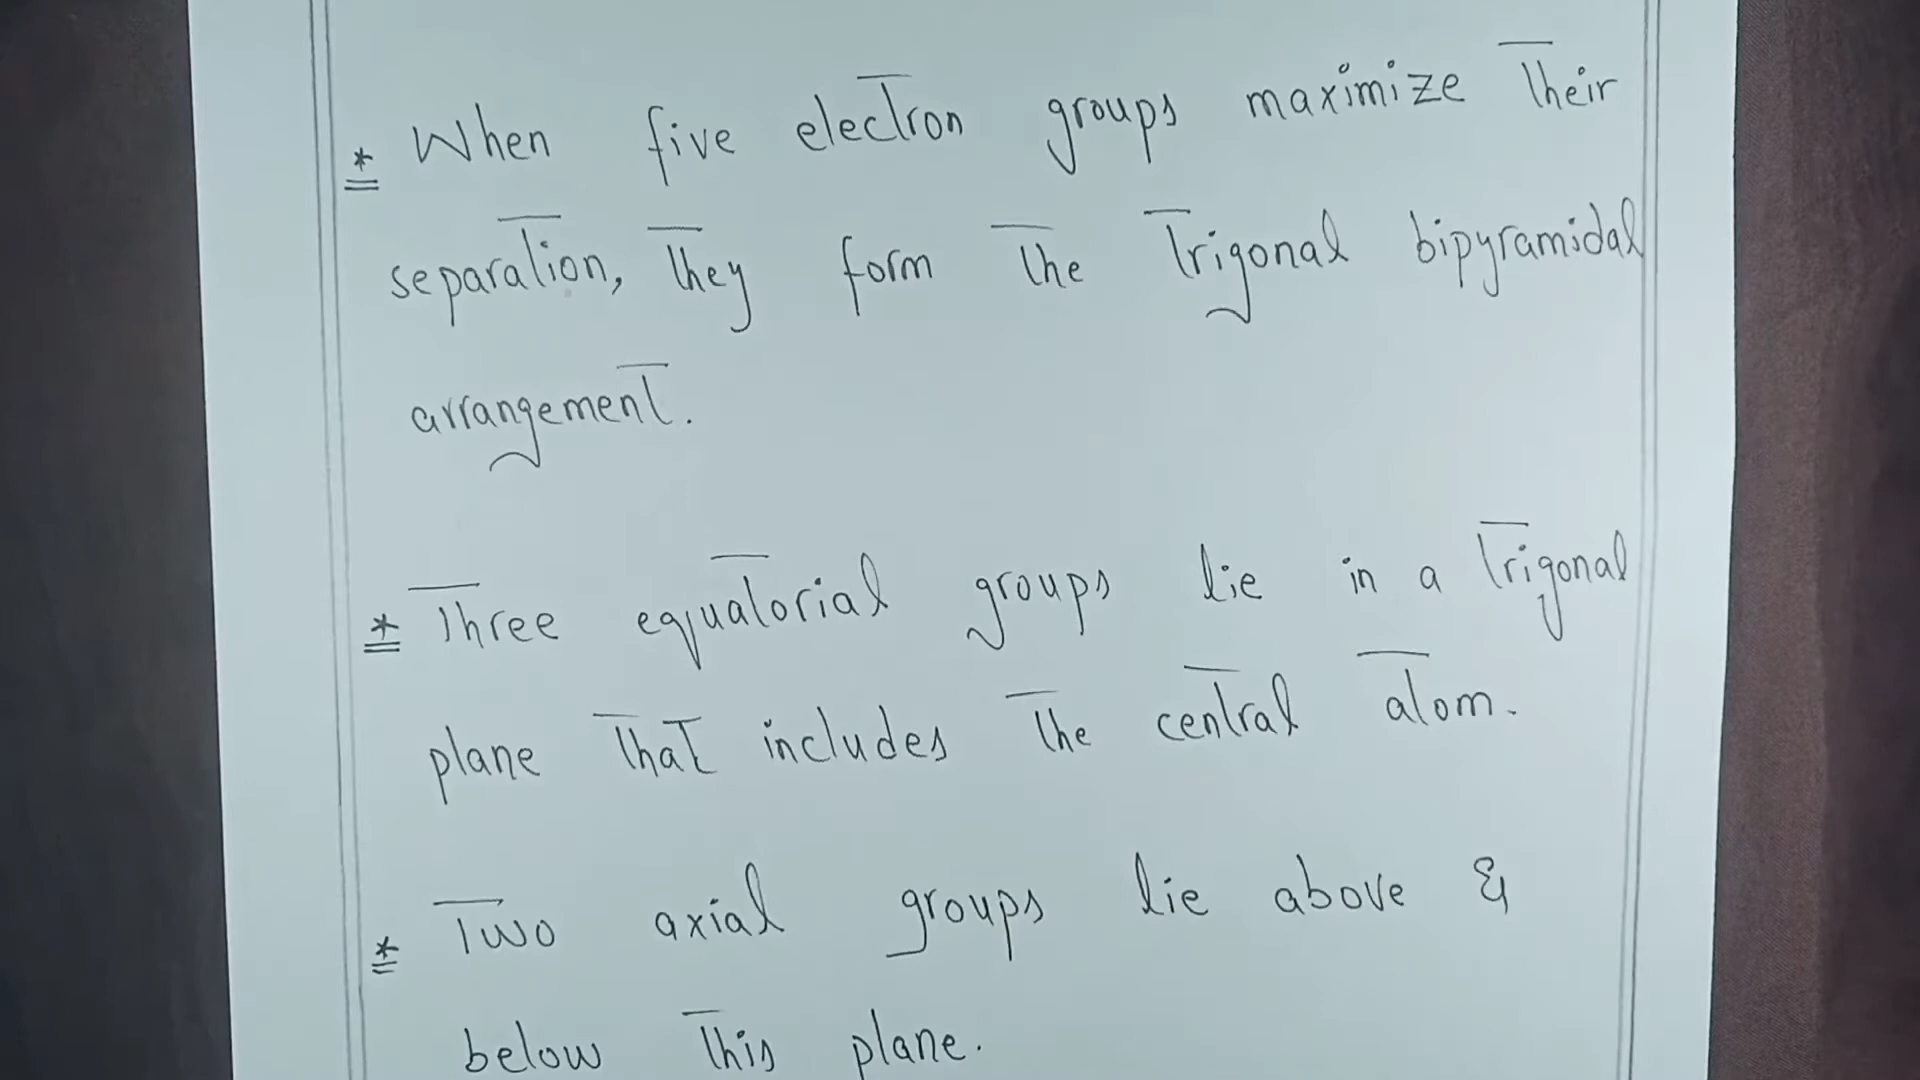 * When five electron groups maximize their
separation, they form the trigonal bipyramidal
arrangement.
* Three equatorial groups lie in a trigonal
plane that includes the central atom.
* Two axial groups lie above &
below this plane.